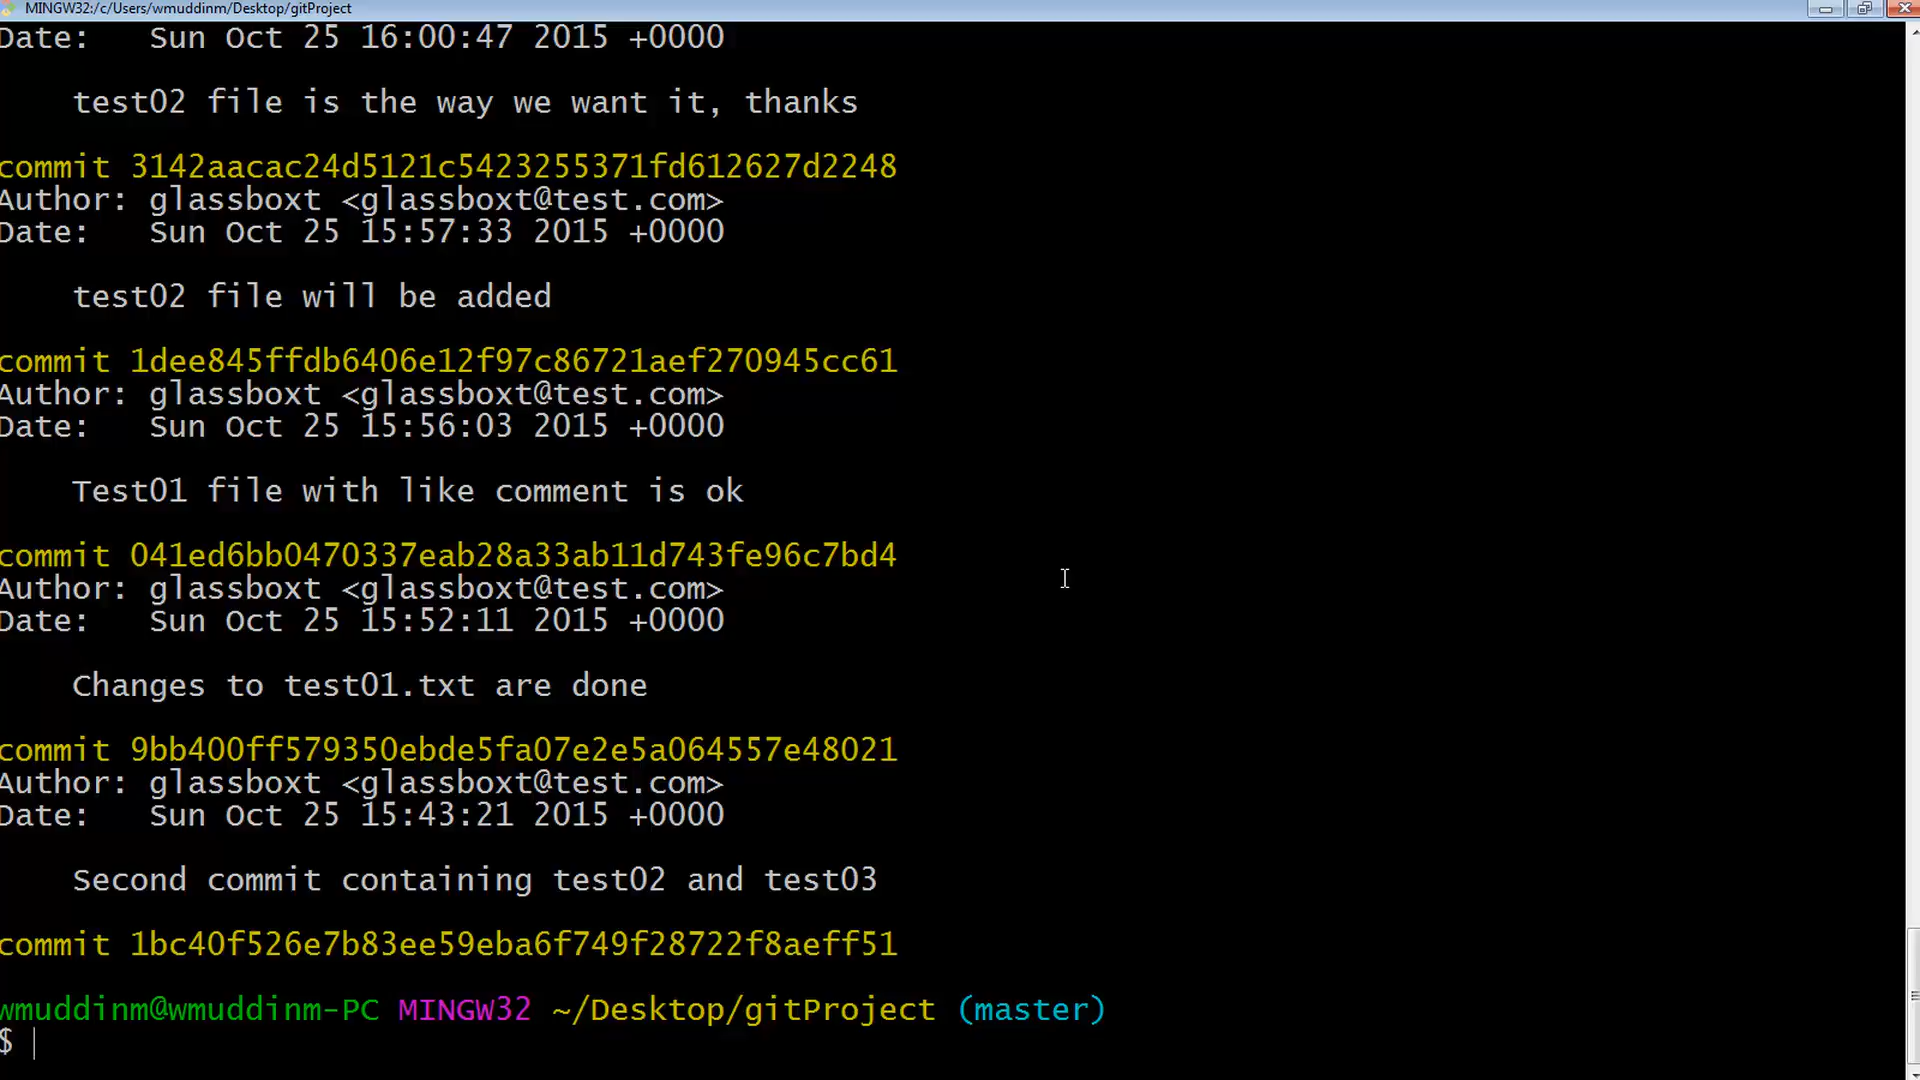 MINGW32:/c/Users/wmuddinm/Desktop/gitProject
Date:   Sun Oct 25 16:00:47 2015 +0000
test02 file is the way we want it, thanks
commit 3142aacac24d5121c5423255371fd612627d2248
Author: glassboxt <glassboxt@test.com>
Date:   Sun Oct 25 15:57:33 2015 +0000
test02 file will be added
commit 1dee845ffdb6406e12f97c86721aef270945cc61
Author: glassboxt <glassboxt@test.com>
Date:   Sun Oct 25 15:56:03 2015 +0000
Test01 file with like comment is ok
commit 041ed6bb0470337eab28a33ab11d743fe96c7bd4
Author: glassboxt <glassboxt@test.com>
Date:   Sun Oct 25 15:52:11 2015 +0000
Changes to test01.txt are done
commit 9bb400ff579350ebde5fa07e2e5a064557e48021
Author: glassboxt <glassboxt@test.com>
Date:   Sun Oct 25 15:43:21 2015 +0000
Second commit containing test02 and test03
commit 1bc40f526e7b83ee59eba6f749f28722f8aeff51
wmuddinm@wmuddinm-PC MINGW32 ~/Desktop/gitProject (master)
$